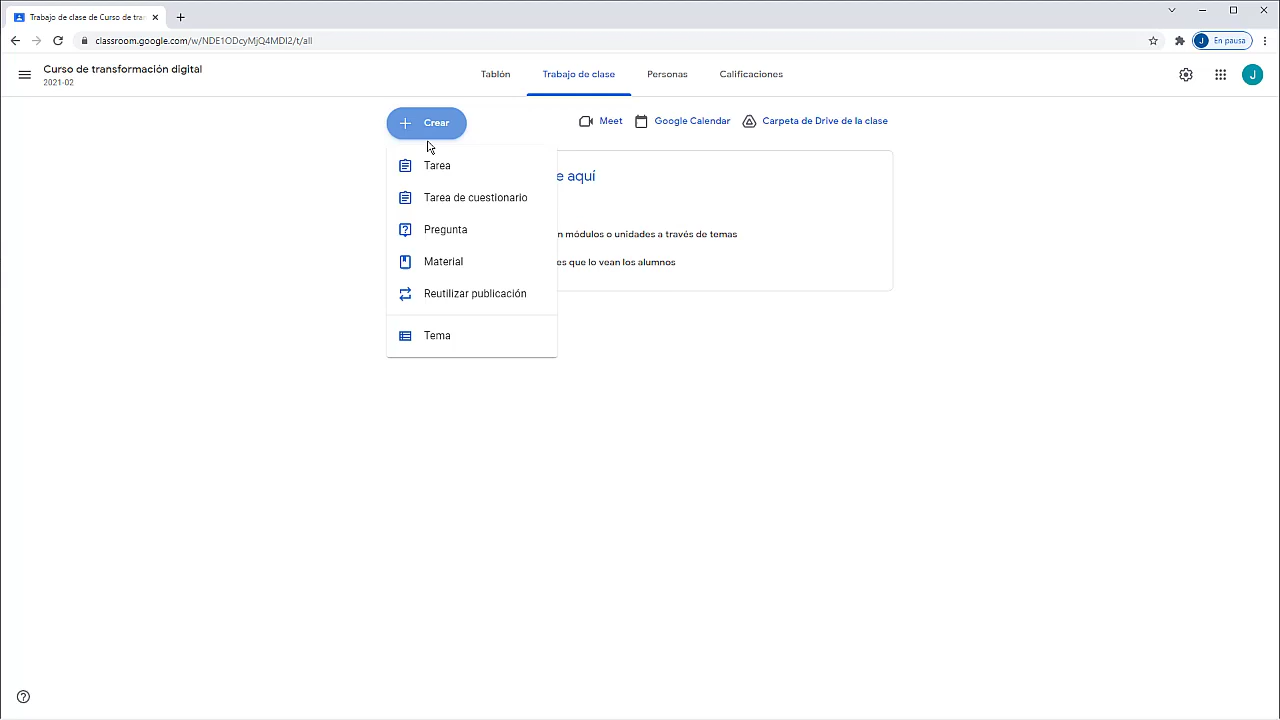 Trabajo de clase de Curso de tran
classroom.google.com/w/NDE1ODcyMjQ4MDI2/t/all
J En pausa
Curso de transformación digital
2021-02
Tablón
Trabajo de clase
Personas
Calificaciones
J
Crear
Meet
Google Calendar
Carpeta de Drive de la clase
Tarea
Tarea de cuestionario
Pregunta
Material
Reutilizar publicación
Tema
e aquí
n módulos o unidades a través de temas
es que lo vean los alumnos